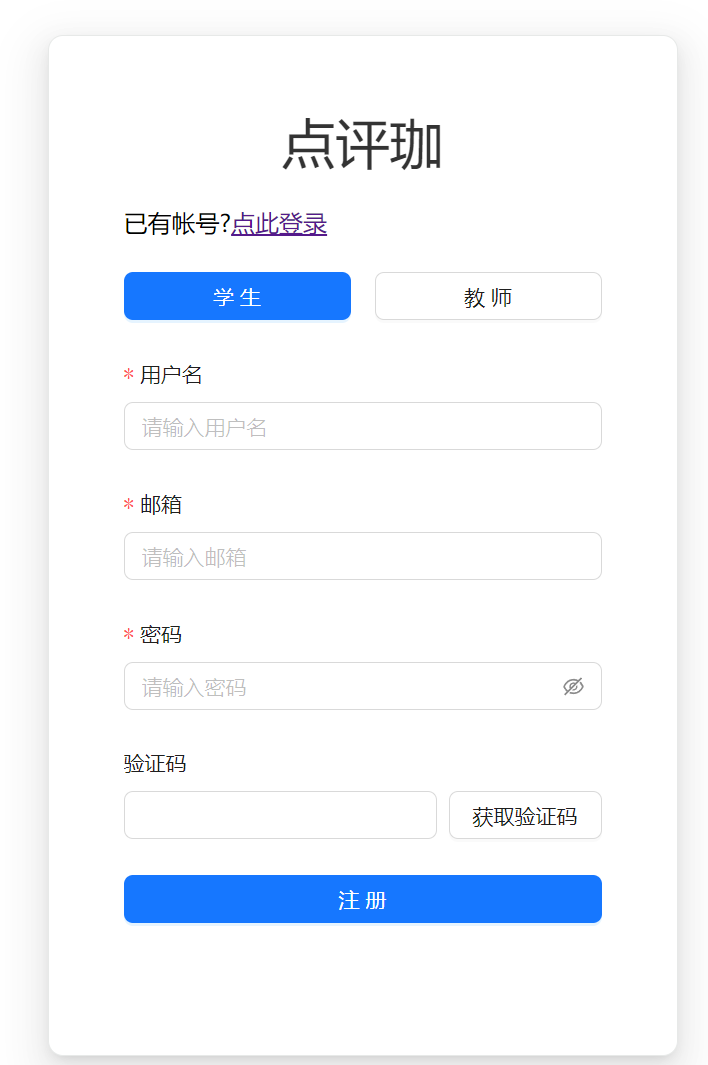 点评珈
已有帐号?点此登录
学生 教师
* 用户名
请输入用户名
* 邮箱
请输入邮箱
* 密码
请输入密码
验证码
获取验证码
注册